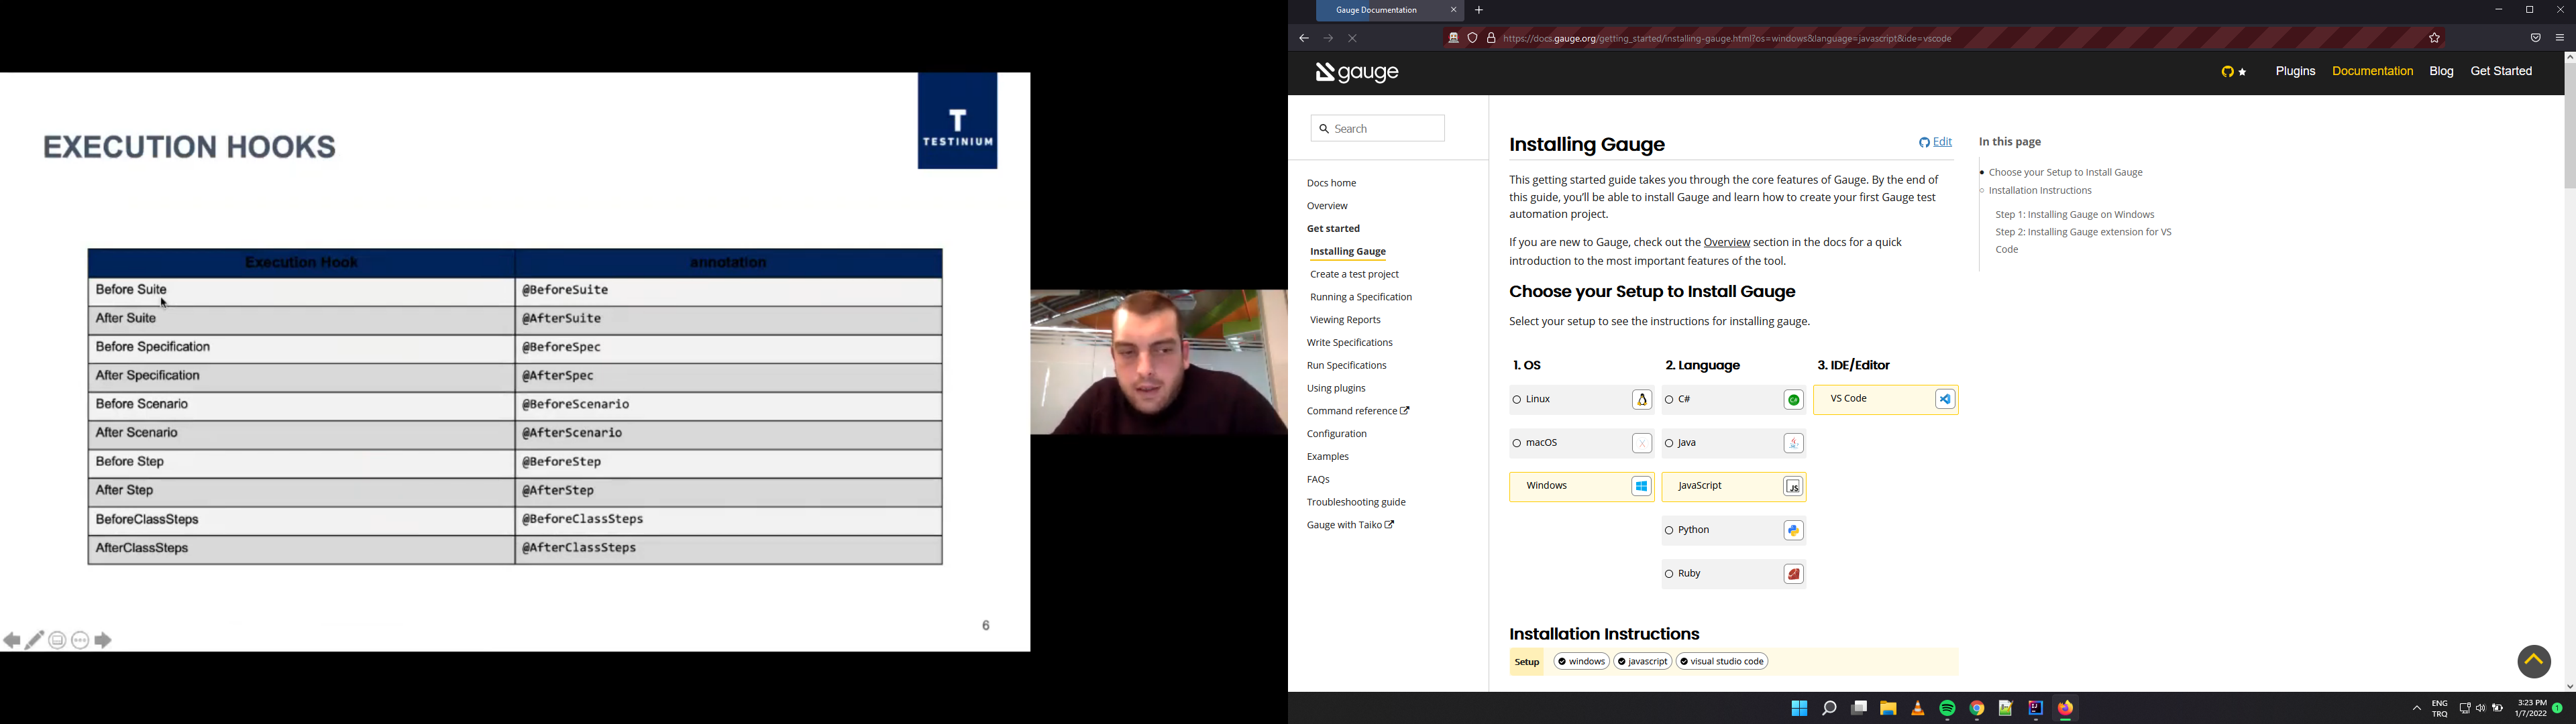 EXECUTION HOOKS
T
TESTINIUM
Execution Hook annotation
Before Suite @BeforeSuite
After Suite @AfterSuite
Before Specification @BeforeSpec
After Specification @AfterSpec
Before Scenario @BeforeScenario
After Scenario @AfterScenario
Before Step @BeforeStep
After Step @AfterStep
BeforeClassSteps @BeforeClassSteps
AfterClassSteps @AfterClassSteps
6
Gauge Documentation
https://docs.gauge.org/getting_started/installing-gauge.html?os=windows&language=javascript&ide=vscode
gauge
Plugins Documentation Blog Get Started
Search
Docs home
Overview
Get started
Installing Gauge
Create a test project
Running a Specification
Viewing Reports
Write Specifications
Run Specifications
Using plugins
Command reference
Configuration
Examples
FAQs
Troubleshooting guide
Gauge with Taiko
Installing Gauge
Edit
This getting started guide takes you through the core features of Gauge. By the end of
this guide, you'll be able to install Gauge and learn how to create your first Gauge test
automation project.
If you are new to Gauge, check out the Overview section in the docs for a quick
introduction to the most important features of the tool.
Choose your Setup to Install Gauge
Select your setup to see the instructions for installing gauge.
1. OS 2. Language 3. IDE/Editor
Linux C# VS Code
macOS Java
Windows JavaScript
JS
Python
Ruby
Installation Instructions
Setup windows javascript visual studio code
In this page
Choose your Setup to Install Gauge
Installation Instructions
Step 1: Installing Gauge on Windows
Step 2: Installing Gauge extension for VS
Code
ENG
TRQ
3:23 PM
1/7/2022
1